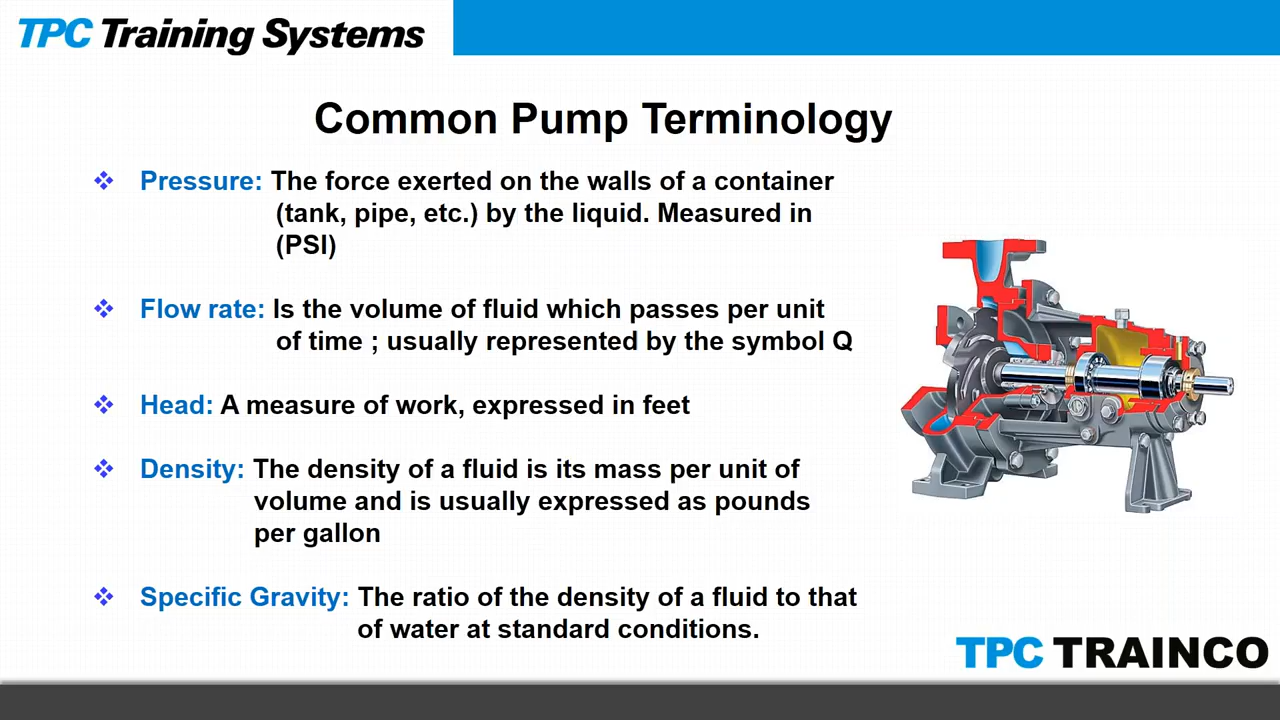 TPC Training Systems
Common Pump Terminology
Pressure: The force exerted on the walls of a container
(tank, pipe, etc.) by the liquid. Measured in
(PSI)
Flow rate: Is the volume of fluid which passes per unit
of time ; usually represented by the symbol Q
Head: A measure of work, expressed in feet
Density: The density of a fluid is its mass per unit of
volume and is usually expressed as pounds
per gallon
Specific Gravity: The ratio of the density of a fluid to that
of water at standard conditions.
TPC TRAINCO